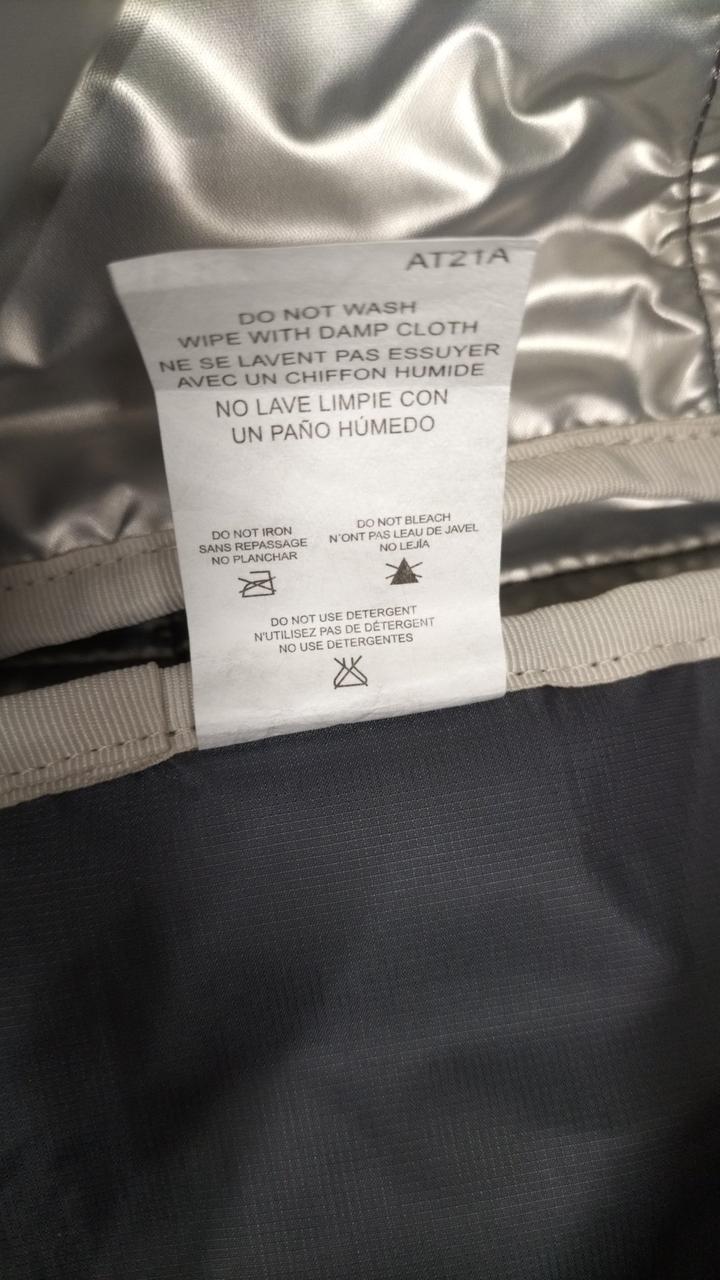 AT21A
DO NOT WASH
WIPE WITH DAMP CLOTH
NE SE LAVENT PAS ESSUYER
AVEC UN CHIFFON HUMIDE
NO LAVE LIMPIE CON
UN PAÑO HÚMEDO
DO NOT IRON
SANS REPASSAGE
NO PLANCHAR
DO NOT BLEACH
N'ONT PAS LEAU DE JAVEL
NO LEJÍA
DO NOT USE DETERGENT
N'UTILISEZ PAS DE DÉTERGENT
NO USE DETERGENTES